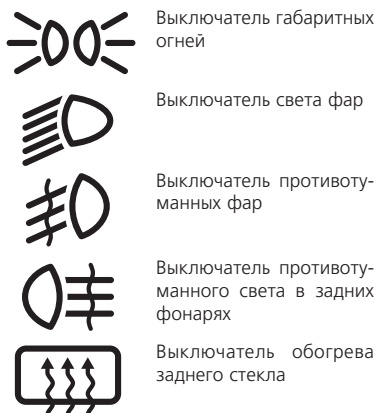 Выключатель габаритных
огней
Выключатель света фар
Выключатель противоту-
манных фар
Выключатель противоту-
манного света в задних
фонарях
Выключатель обогрева
заднего стекла